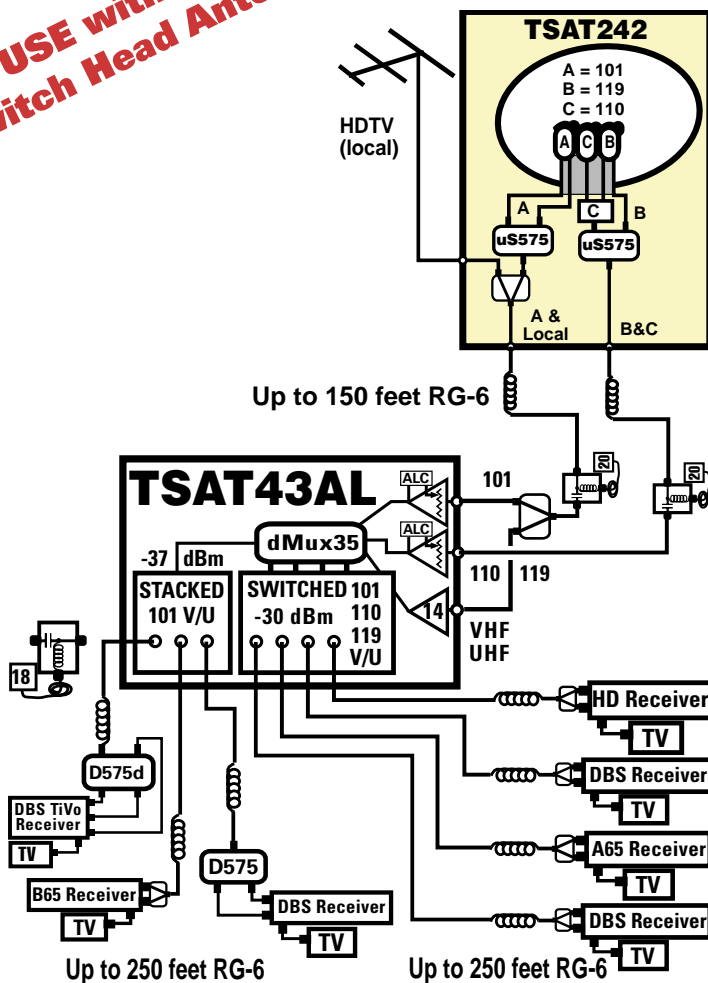 USE with
witch Head Ante
TSAT242
A = 101
B = 119
C = 110
HDTV
(local)
A C B
A
C
B
uS575
uS575
A &
Local
B&C
Up to 150 feet RG-6
20
20
TSAT43AL
ALC
101
ALC
dMux35
-37 dBm
110 119
STACKED
101 V/U
SWITCHED 101
-30 dBm 110
119
V/U
14
VHF
UHF
18
HD Receiver
TV
D575d
DBS Receiver
TV
DBS TiVo
Receiver
TV
A65 Receiver
TV
D575
B65 Receiver
TV
DBS Receiver
TV
DBS Receiver
TV
Up to 250 feet RG-6
Up to 250 feet RG-6